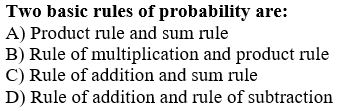 Two basic rules of probability are:
A) Product rule and sum rule
B) Rule of multiplication and product rule
C) Rule of addition and sum rule
D) Rule of addition and rule of subtraction